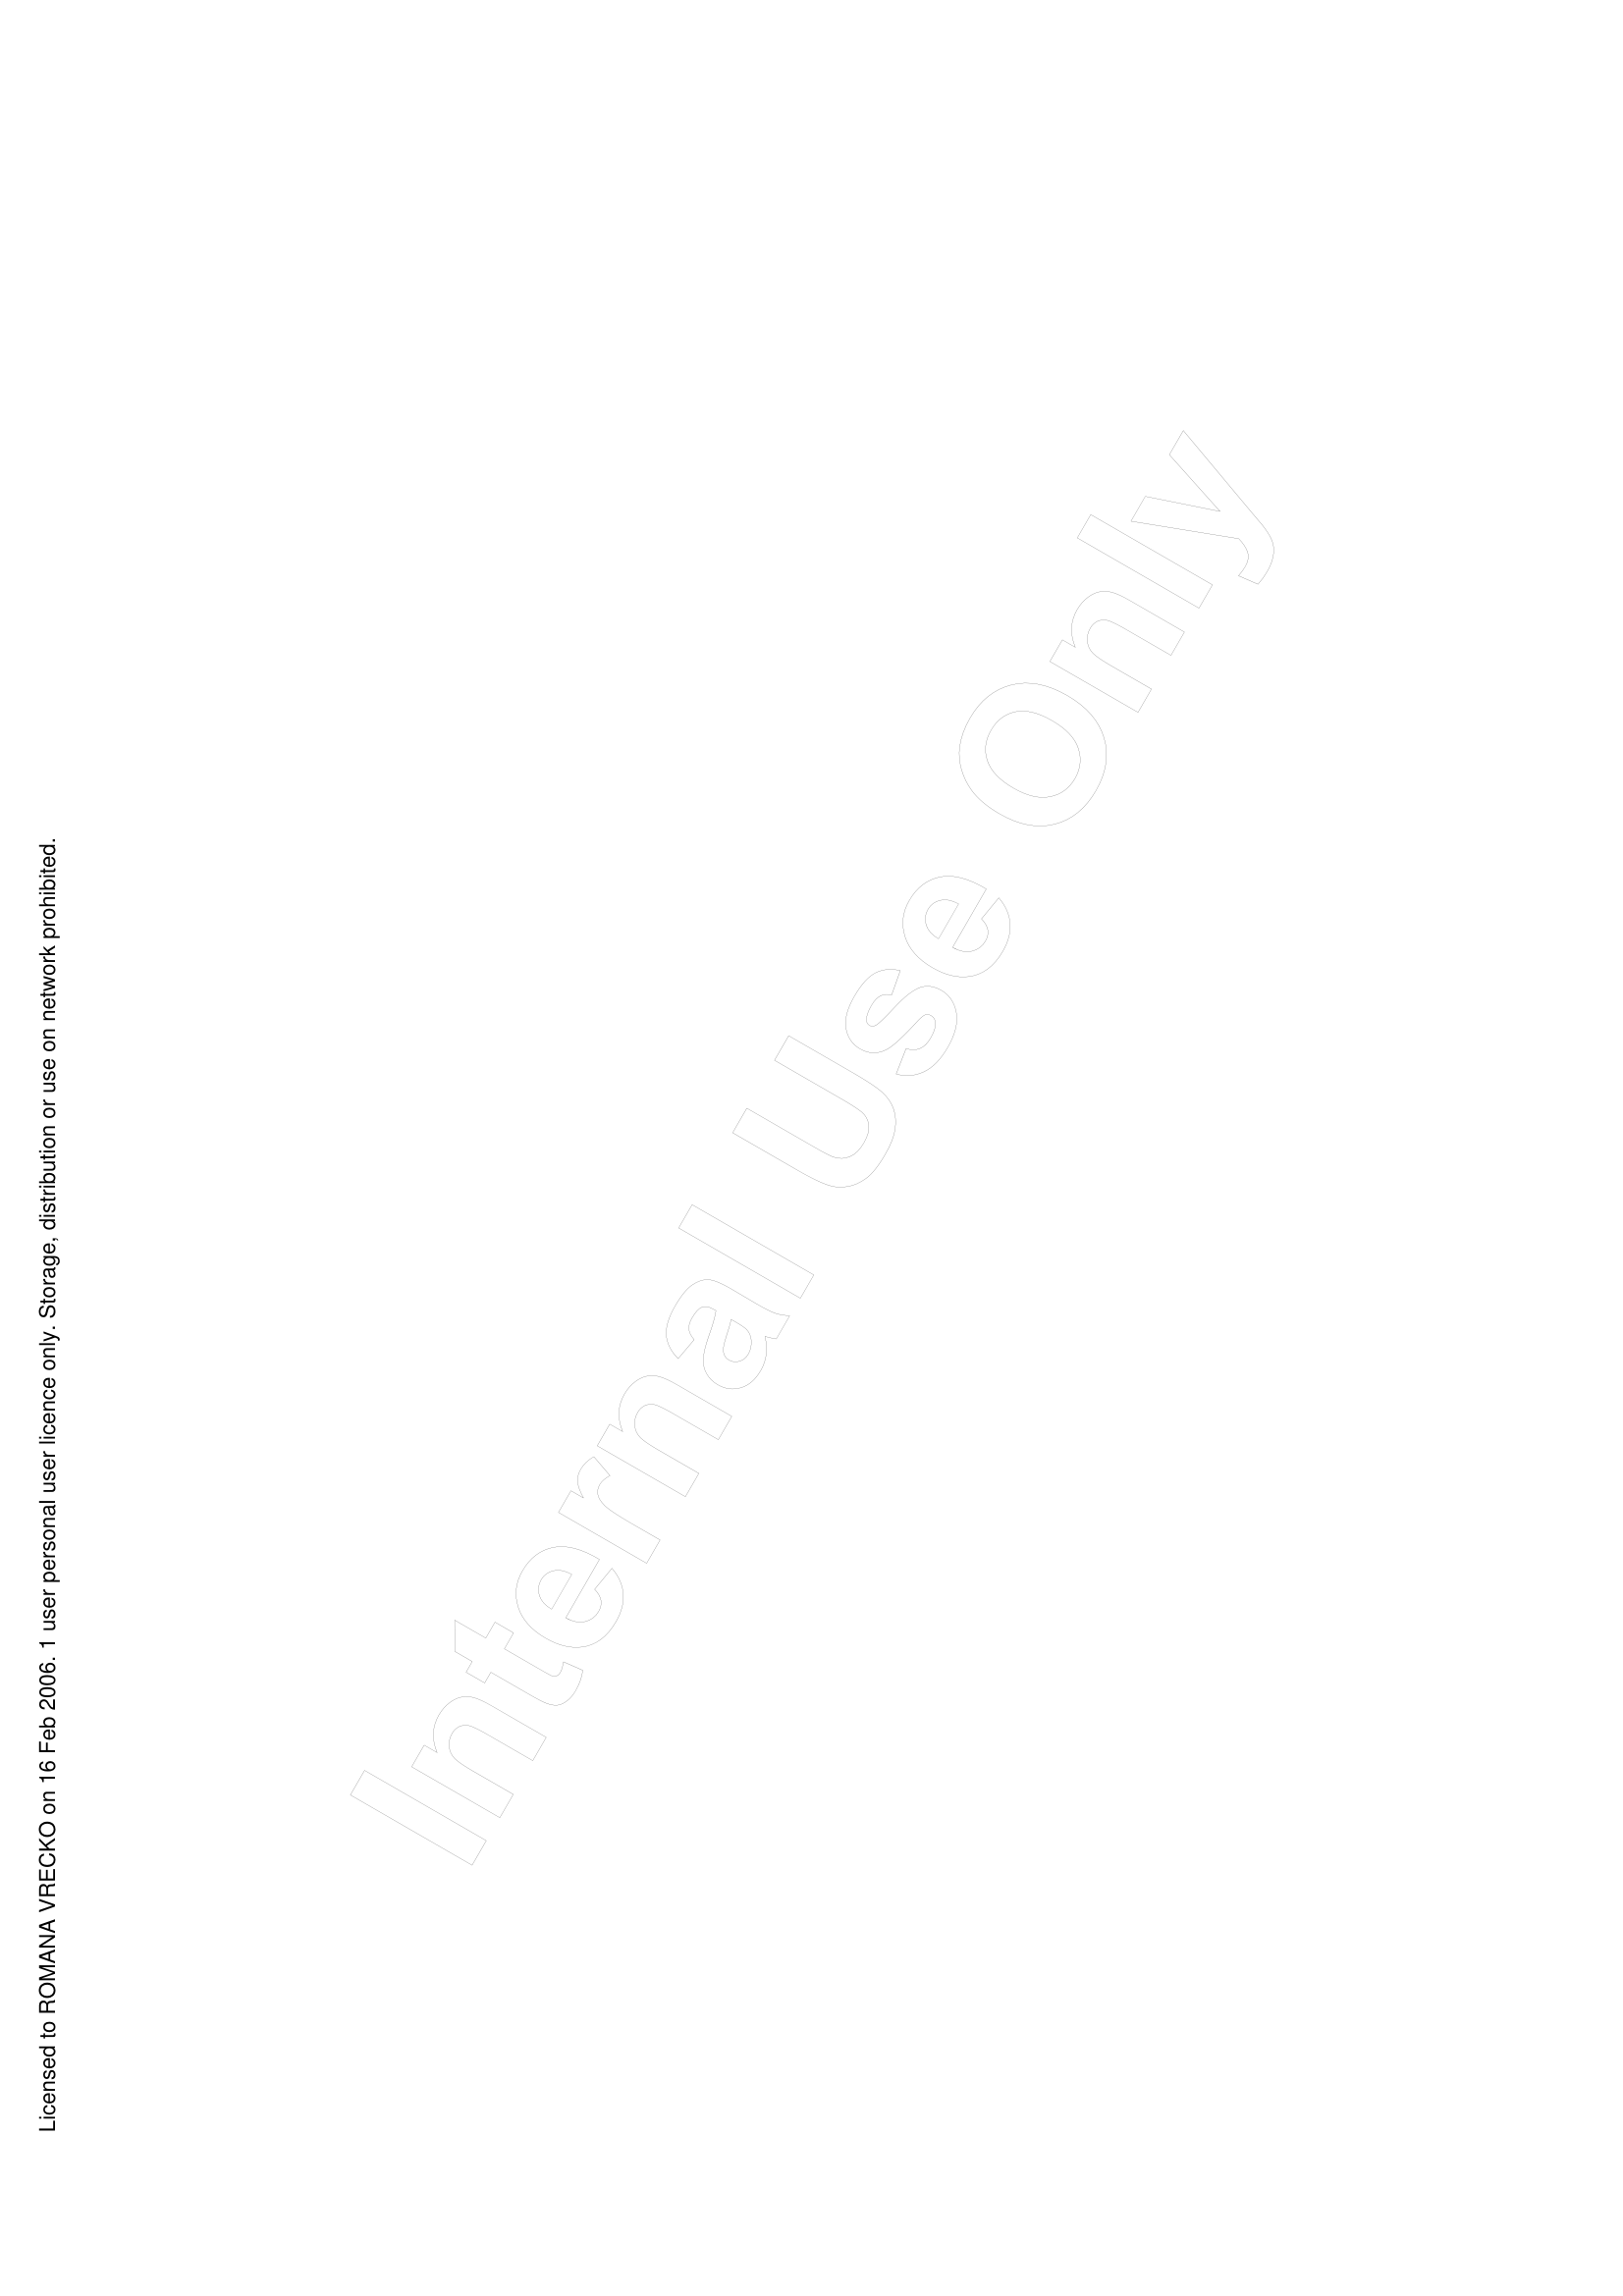 Licensed to ROMANA VRECKO on 16 Feb 2006. 1 user personal user licence only. Storage, distribution or use on network prohibited.
Internal Use Only